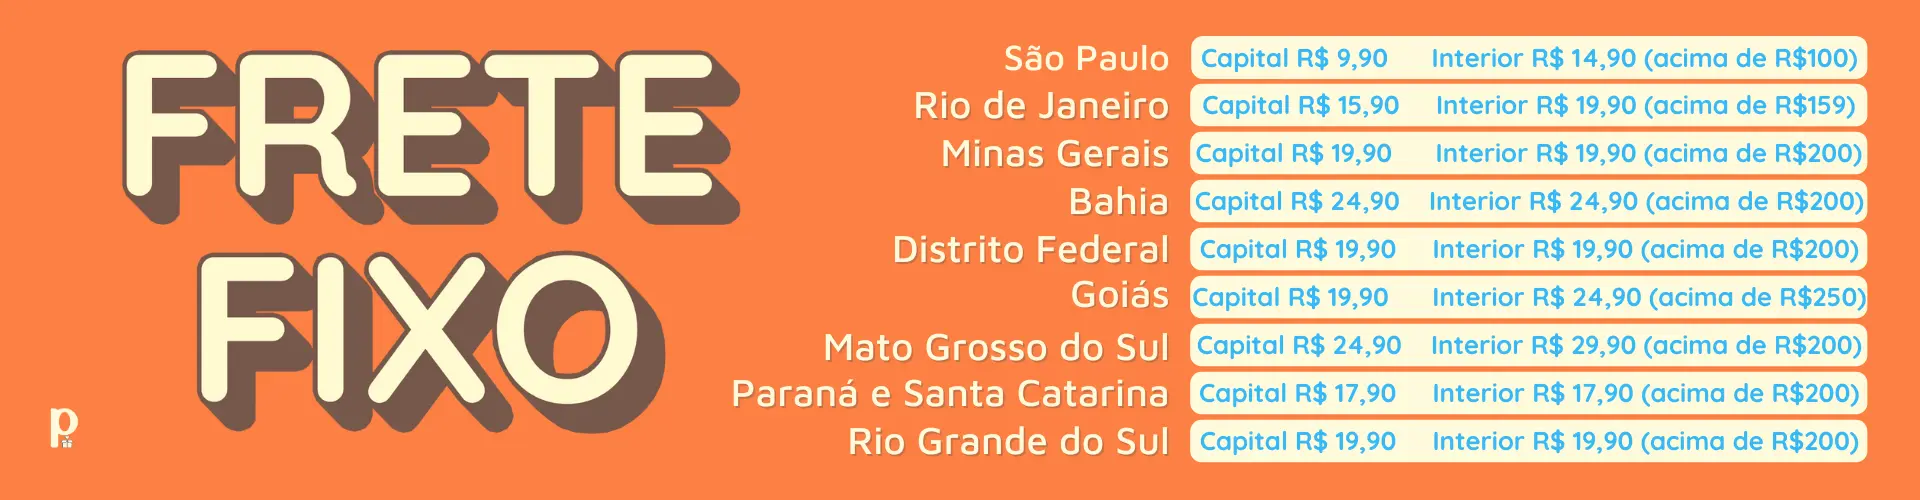 FRETE
FIXO
p
São Paulo Capital R$ 9,90 Interior R$ 14,90 (acima de R$100)
Rio de Janeiro Capital R$ 15,90 Interior R$ 19,90 (acima de R$159)
Minas Gerais Capital R$ 19,90 Interior R$ 19,90 (acima de R$200)
Bahia Capital R$ 24,90 Interior R$ 24,90 (acima de R$200)
Distrito Federal Capital R$ 19,90 Interior R$ 19,90 (acima de R$200)
Goiás Capital R$ 19,90 Interior R$ 24,90 (acima de R$250)
Mato Grosso do Sul Capital R$ 24,90 Interior R$ 29,90 (acima de R$200)
Paraná e Santa Catarina Capital R$ 17,90 Interior R$ 17,90 (acima de R$200)
Rio Grande do Sul Capital R$ 19,90 Interior R$ 19,90 (acima de R$200)